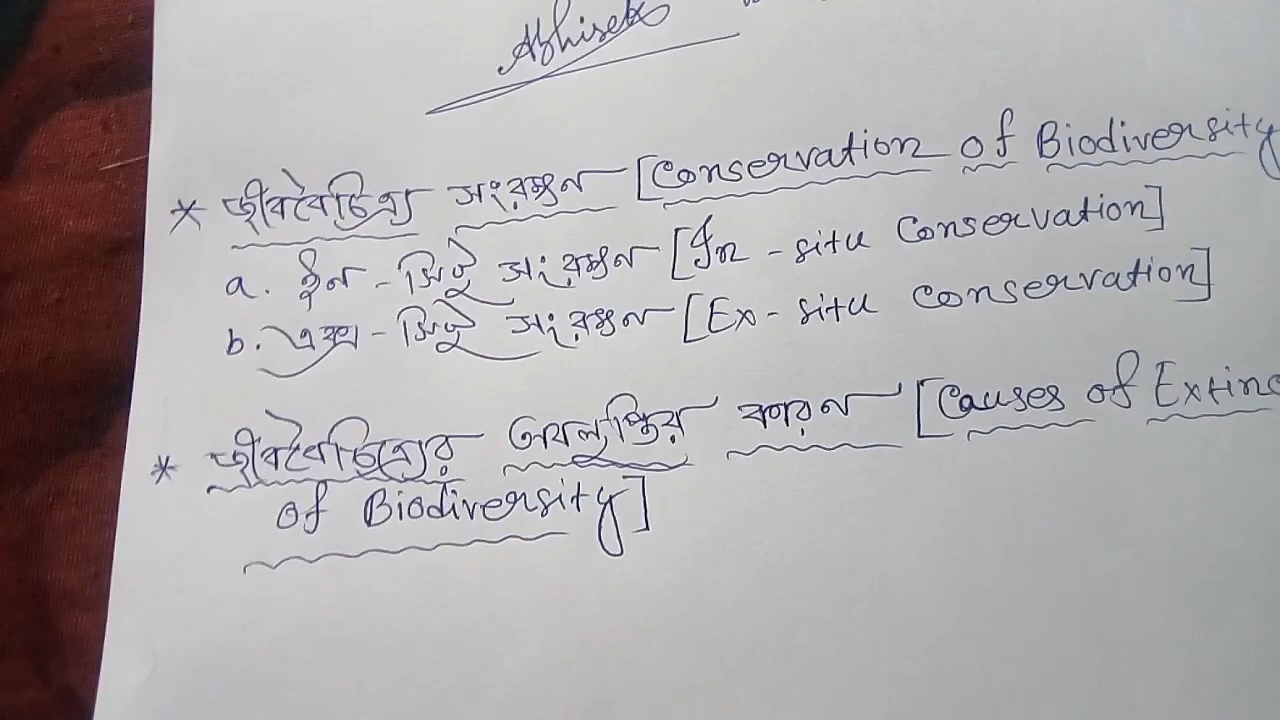 Abhisek
* জীববৈচিত্র্য সংরক্ষণ [Conservation of Biodiversity
a. ইন - সিটু সংরক্ষণ [In - situ Conservation]
b. এক্স - সিটু সংরক্ষণ [Ex - situ Conservation]
* জীববৈচিত্র্যের অবলুপ্তির কারণ [Causes of Extinc
of Biodiversity]